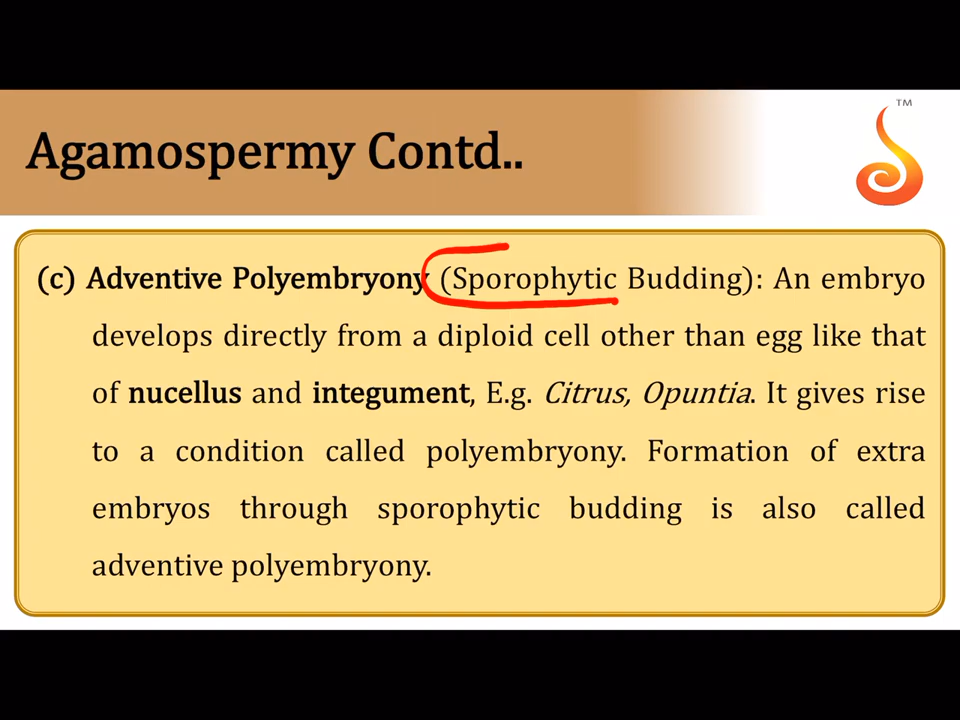 TM
Agamospermy Contd..
(c) Adventive Polyembryony (Sporophytic Budding): An embryo
develops directly from a diploid cell other than egg like that
of nucellus and integument, E.g. Citrus, Opuntia. It gives rise
to a condition called polyembryony. Formation of extra
embryos through sporophytic budding is also called
adventive polyembryony.